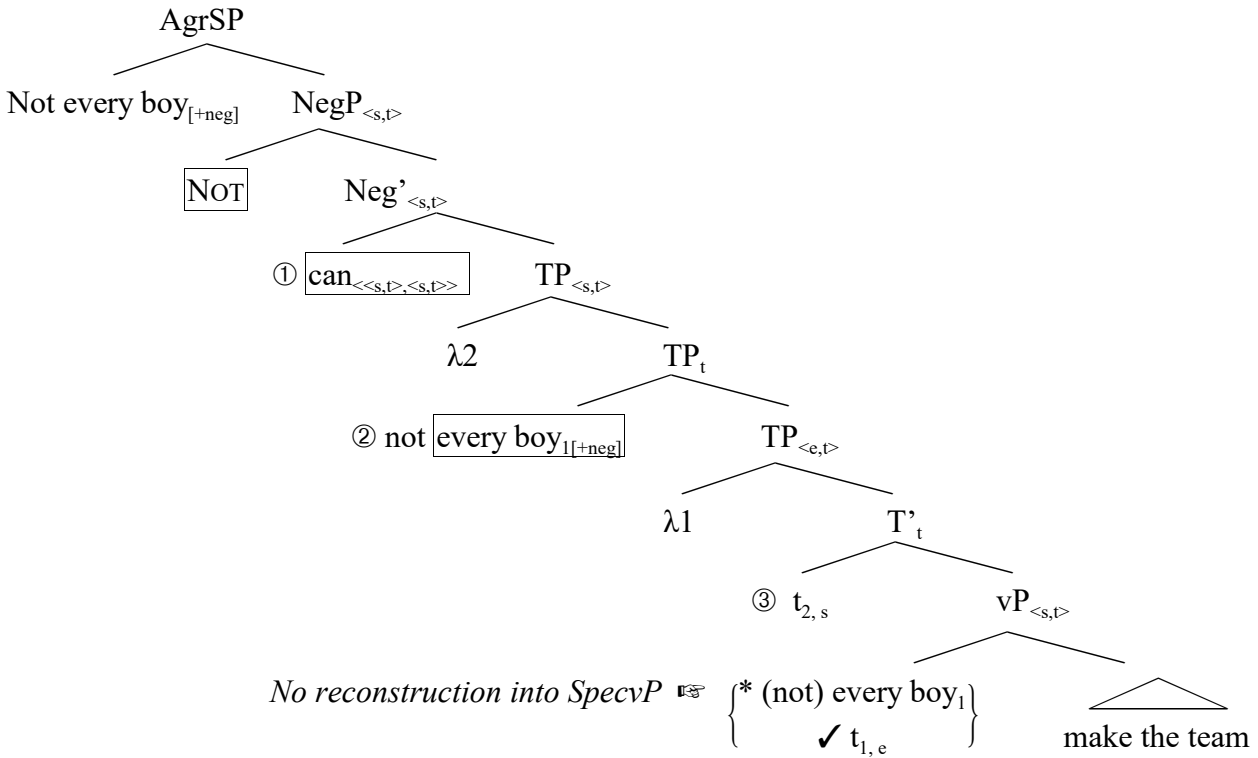 AgrSP
Not every boy[+neg] NegP<s,t>
NOT Neg’<s,t>
① can<<s,t>,<s,t>> TP<s,t>
λ2 TPt
② not every boy1[+neg] TP<e,t>
λ1 T’t
③ t2, s vP<s,t>
No reconstruction into SpecvP ☞ * (not) every boy1
✓ t1, e make the team